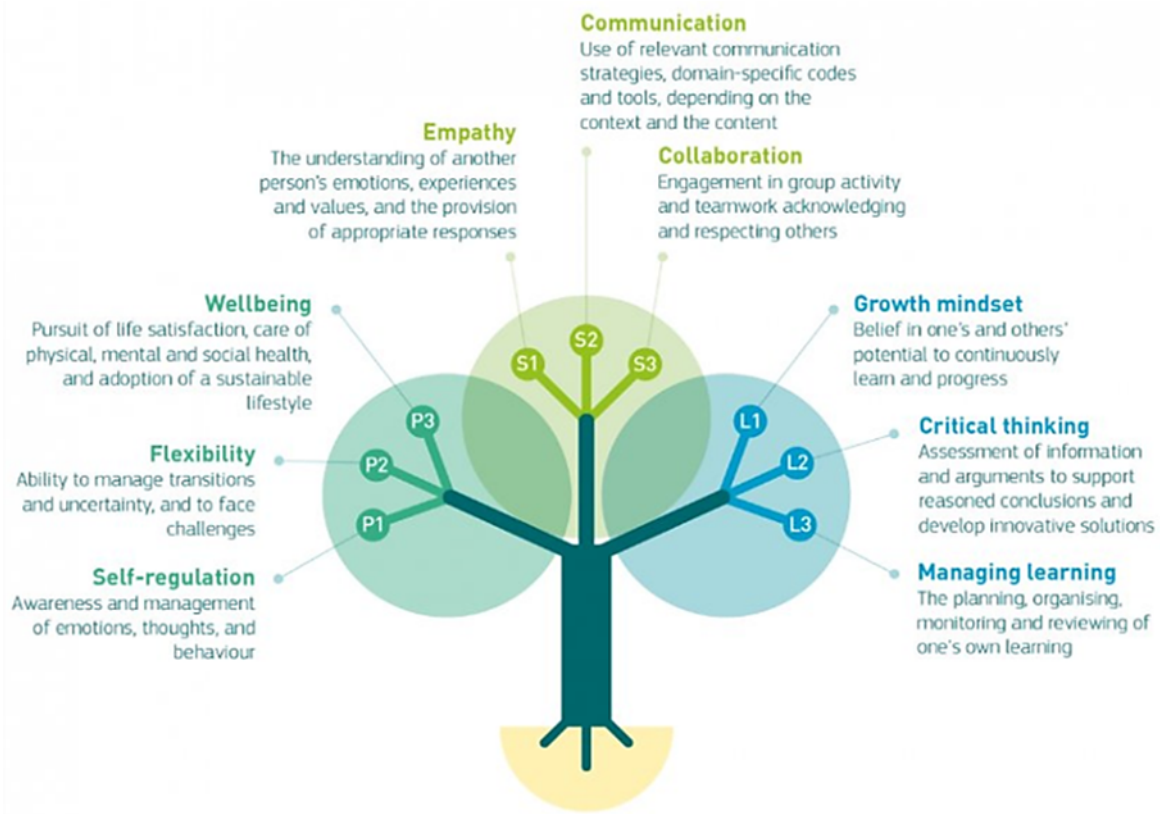 Communication
Use of relevant communication
strategies, domain-specific codes
and tools, depending on the
context and the content
Empathy
The understanding of another
person's emotions, experiences
and values, and the provision
of appropriate responses
Collaboration
Engagement in group activity
and teamwork acknowledging
and respecting others
Wellbeing
Pursuit of life satisfaction, care of
physical, mental and social health,
and adoption of a sustainable
lifestyle
Growth mindset
Belief in one's and others'
potential to continuously
learn and progress
S1
S2
S3
P3
P2
P1
L1
L2
L3
Flexibility
Ability to manage transitions
and uncertainty, and to face
challenges
Critical thinking
Assessment of information
and arguments to support
reasoned conclusions and
develop innovative solutions
Self-regulation
Awareness and management
of emotions, thoughts, and
behaviour
Managing learning
The planning, organising,
monitoring and reviewing of
one's own learning